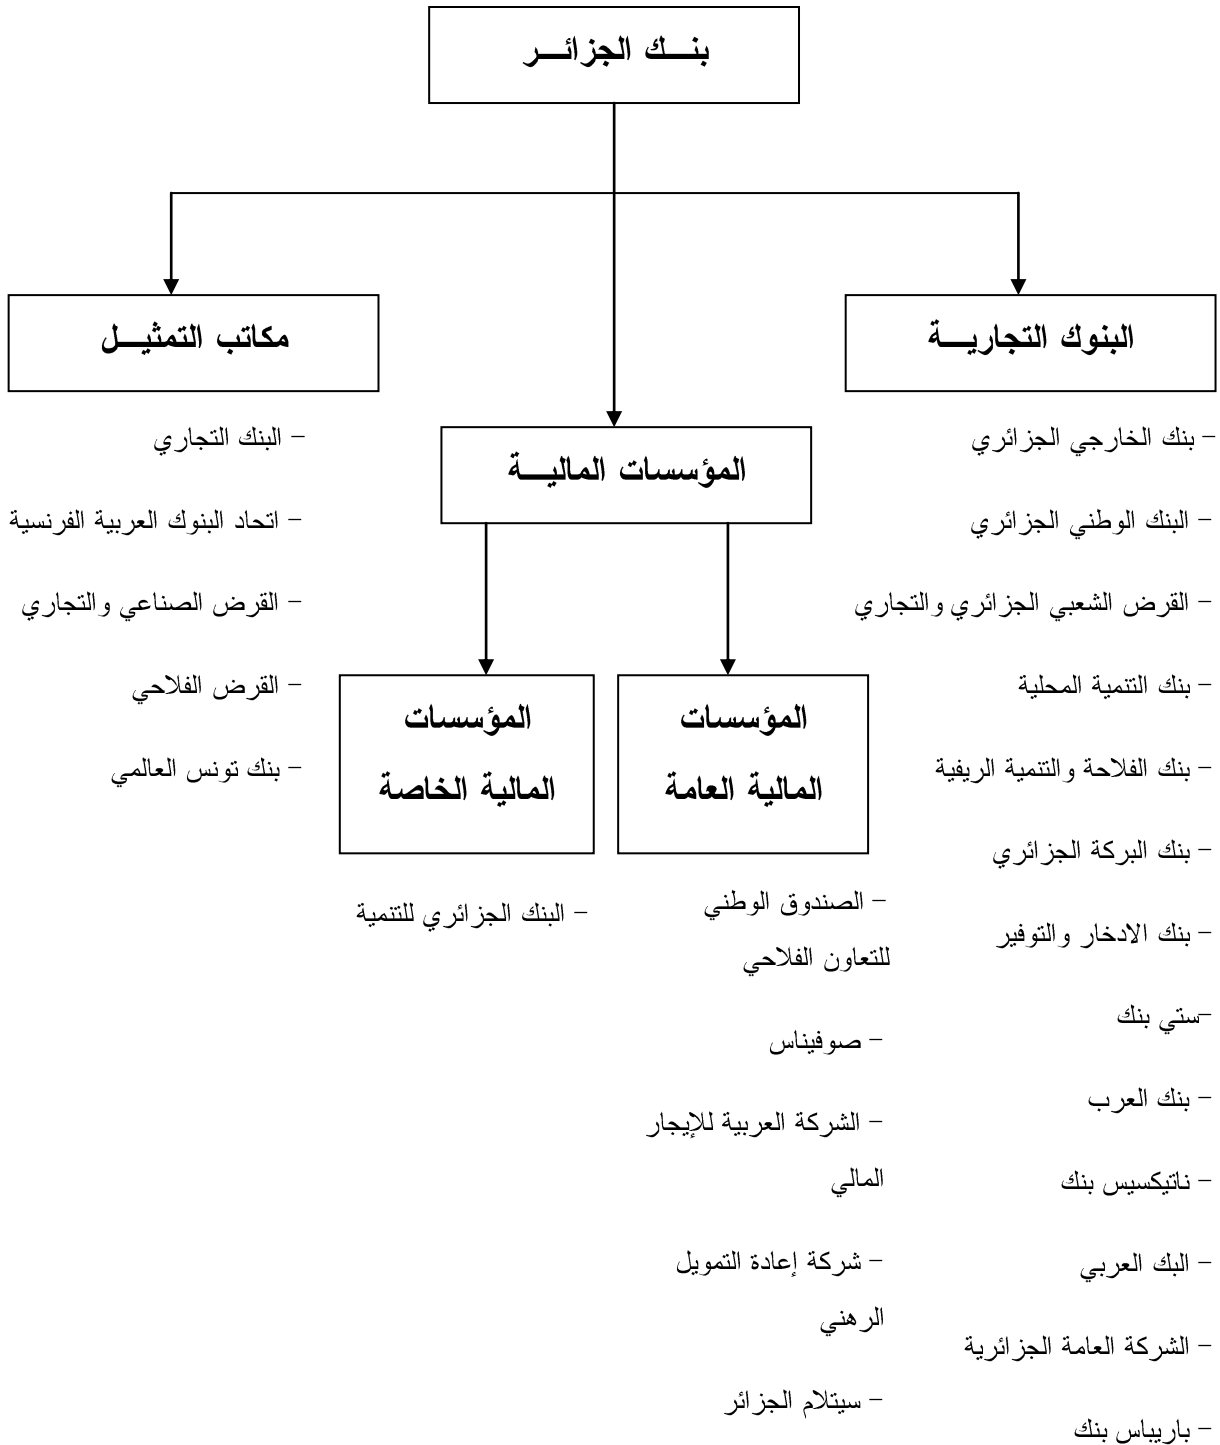 بنـــك الجزائـــر
البنوك التجاريـــة
- بنك الخارجي الجزائري
- البنك الوطني الجزائري
- القرض الشعبي الجزائري والتجاري
- بنك التنمية المحلية
- بنك الفلاحة والتنمية الريفية
- بنك البركة الجزائري
- بنك الادخار والتوفير
-ستي بنك
- بنك العرب
- ناتيكسيس بنك
- البك العربي
- الشركة العامة الجزائرية
- باريباس بنك
المؤسسات الماليـــة
المؤسسات
المالية العامة
- الصندوق الوطني
للتعاون الفلاحي
- صوفيناس
- الشركة العربية للإيجار
المالي
- شركة إعادة التمويل
الرهني
- سيتلام الجزائر
المؤسسات
المالية الخاصة
- البنك الجزائري للتنمية
مكاتب التمثيـــل
- البنك التجاري
- اتحاد البنوك العربية الفرنسية
- القرض الصناعي والتجاري
- القرض الفلاحي
- بنك تونس العالمي